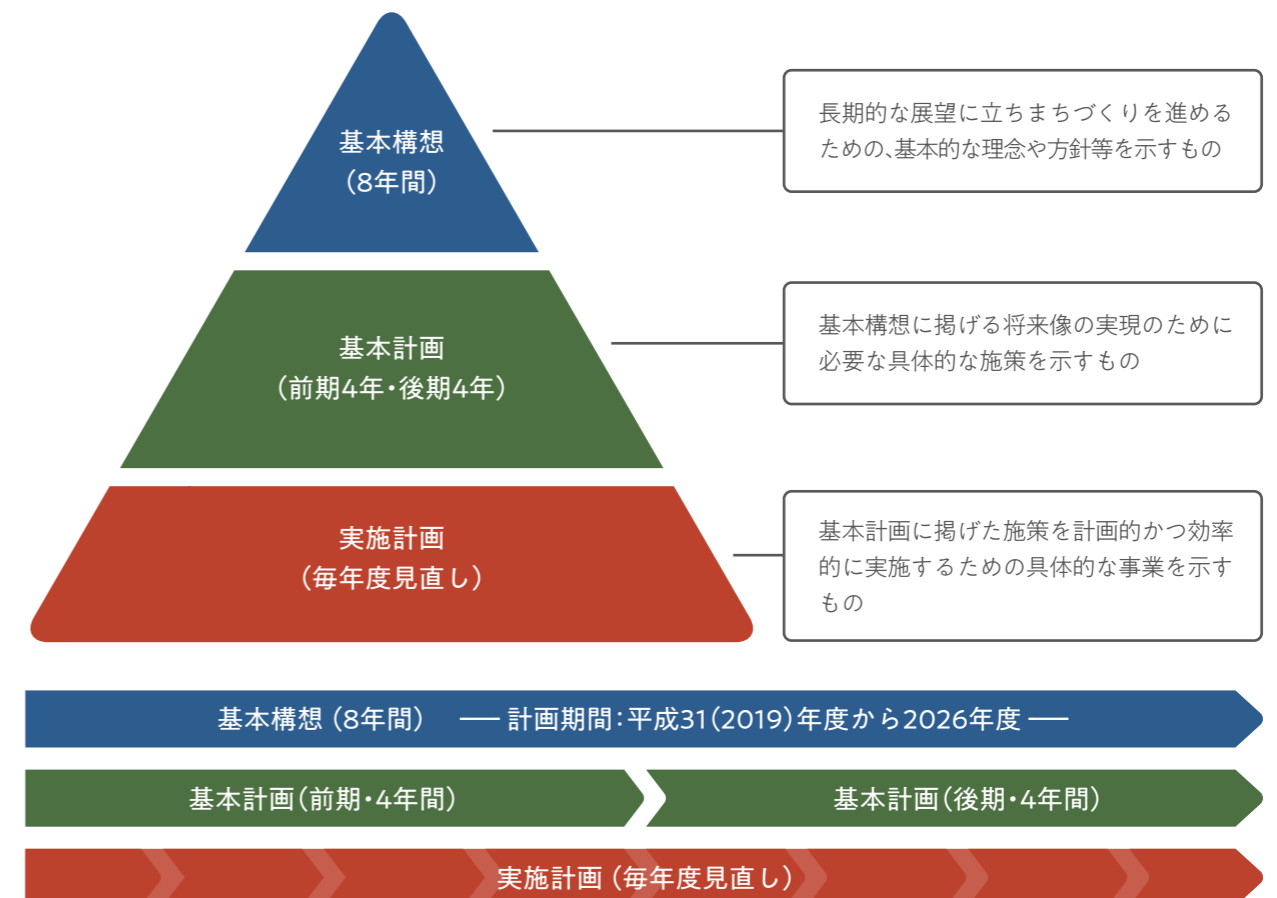 基本構想
（8年間）
長期的な展望に立ちまちづくりを進める
ための、基本的な理念や方針等を示すもの
基本計画
（前期4年・後期4年）
基本構想に掲げる将来像の実現のために
必要な具体的な施策を示すもの
実施計画
（毎年度見直し）
基本計画に掲げた施策を計画的かつ効率
的に実施するための具体的な事業を示す
もの
基本構想（8年間） ── 計画期間：平成31（2019）年度から2026年度 ──
基本計画（前期・4年間） 基本計画（後期・4年間）
実施計画（毎年度見直し）